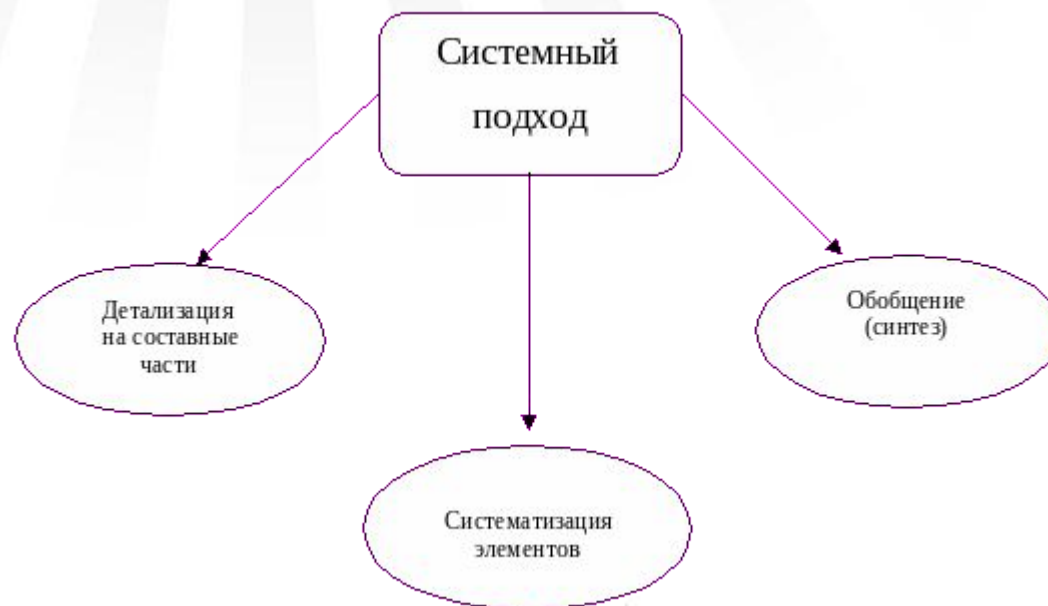 Системный
подход
Детализация
на составные
части
Обобщение
(синтез)
Систематизация
элементов